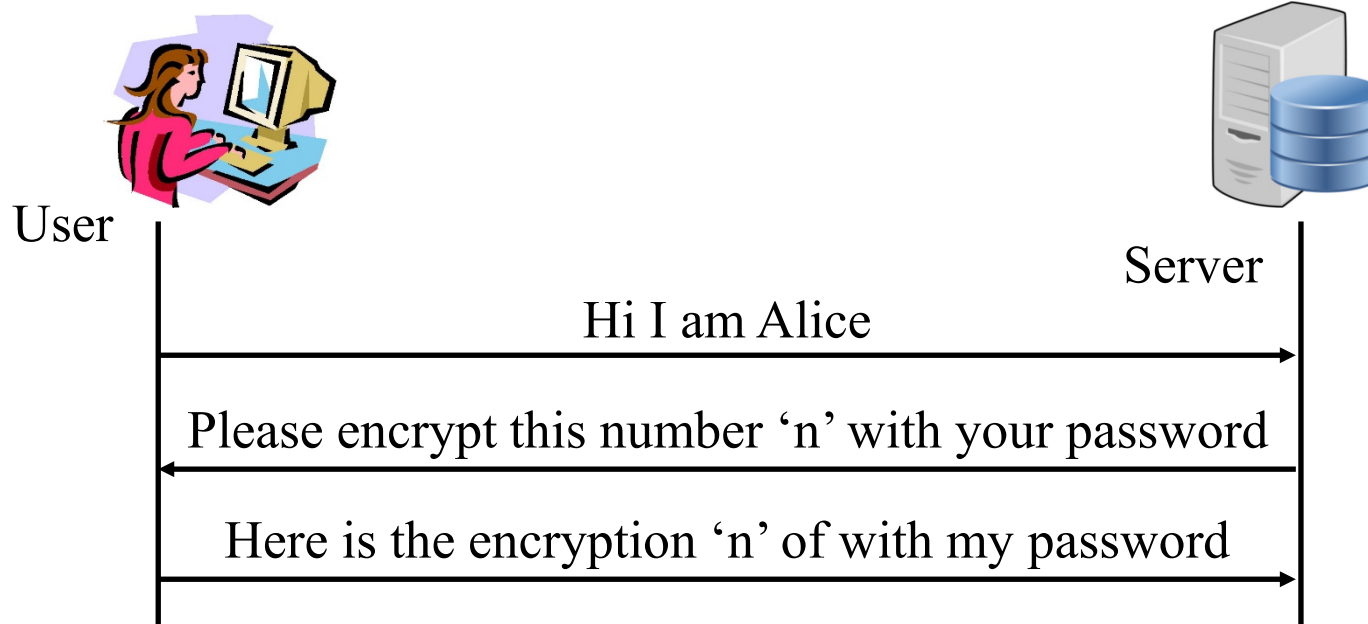 User
Server
Hi I am Alice
Please encrypt this number ‘n’ with your password
Here is the encryption ‘n’ of with my password